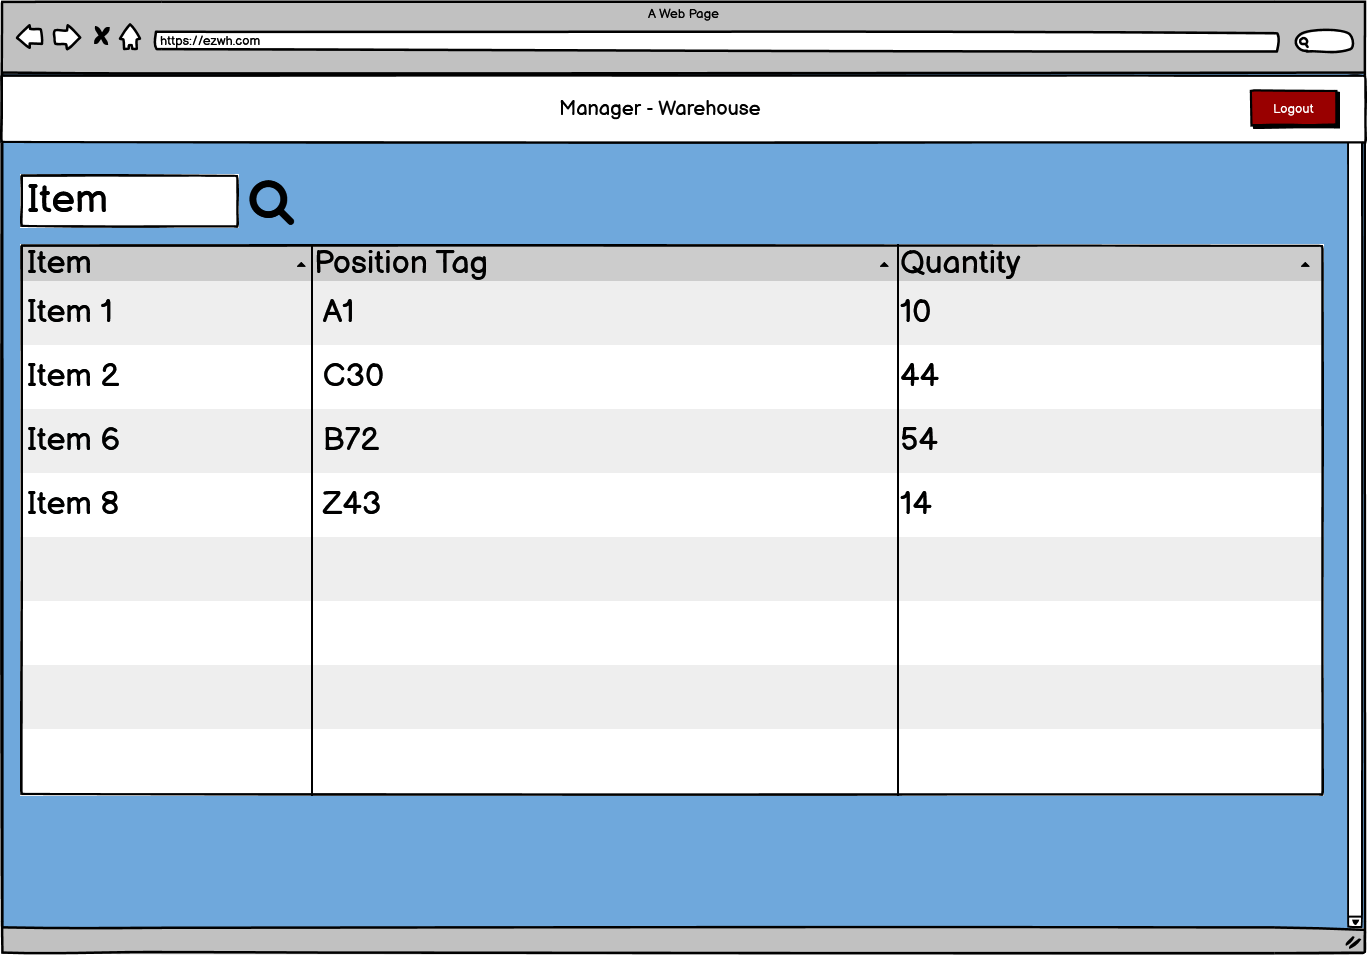 A Web Page
https://ezwh.com
Manager - Warehouse
Logout
Item
Item Position Tag Quantity
Item 1 A1 10
Item 2 C30 44
Item 6 B72 54
Item 8 Z43 14